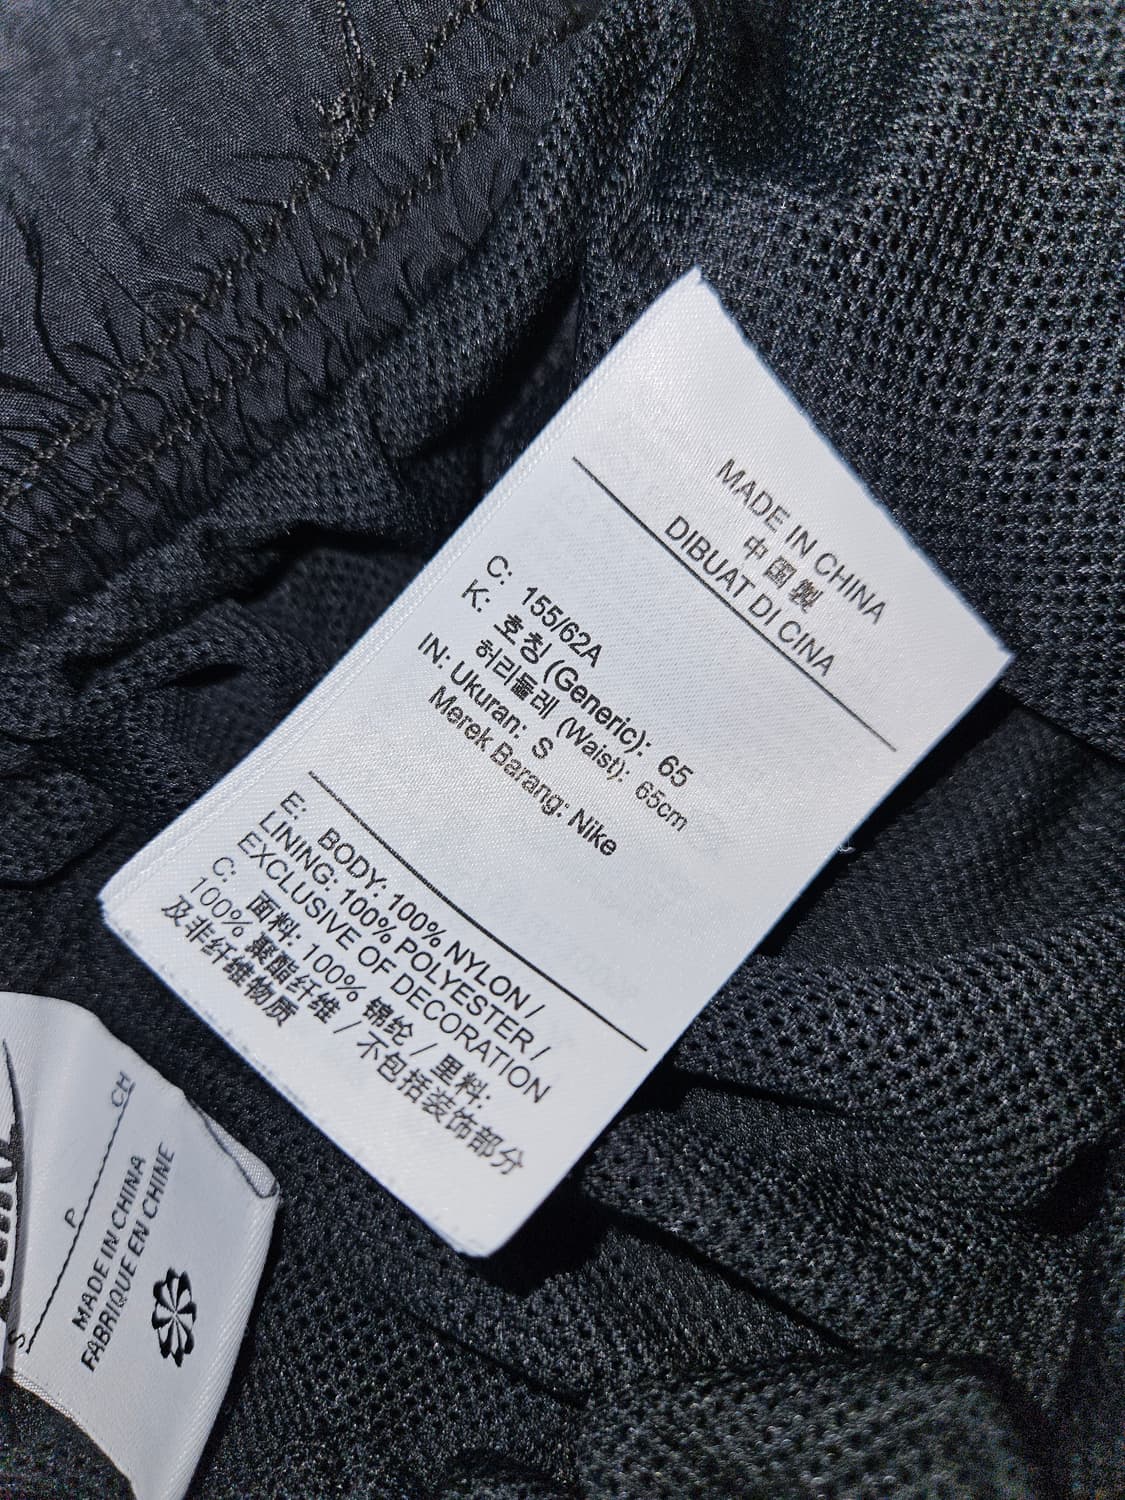 MADE IN CHINA
中国製
DIBUAT DI CINA
C: 155/62A
K: 호칭 (Generic): 65
허리둘레 (Waist): 65cm
IN: Ukuran: S
Merek Barang: Nike
E: BODY: 100% NYLON /
LINING: 100% POLYESTER /
EXCLUSIVE OF DECORATION
C: 面料: 100% 锦纶 / 里料:
100% 聚酯纤维 / 不包括装饰部分
及非纤维物质
S P CH
MADE IN CHINA
FABRIQUE EN CHINE